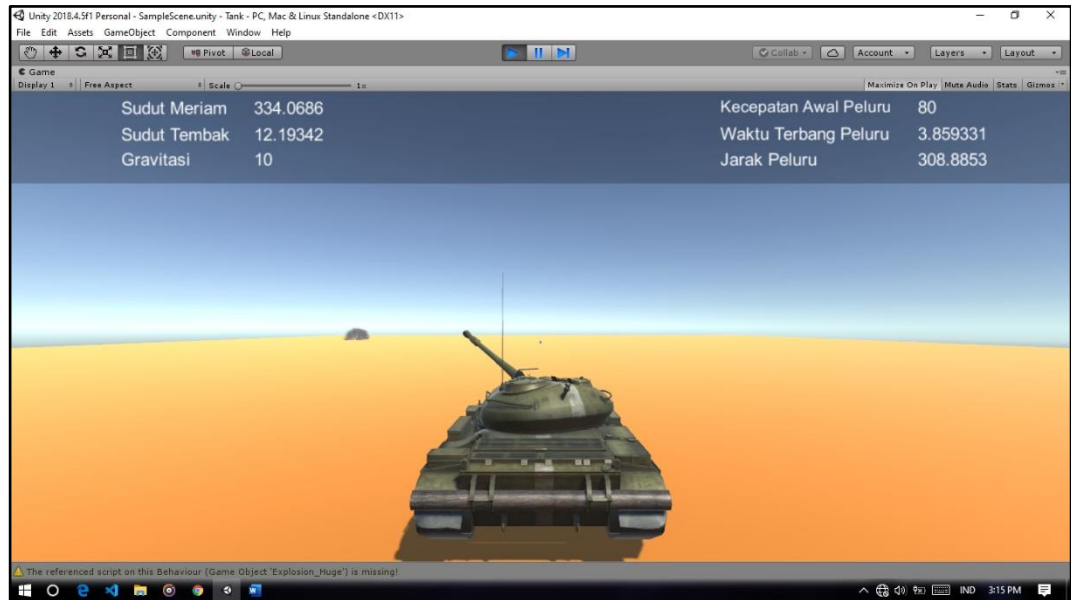 Unity 2018.4.5f1 Personal - SampleScene.unity - Tank - PC, Mac & Linux Standalone <DX11>
File Edit Assets GameObject Component Window Help
Pivot Local Collab Account Layers Layout
Game
Display 1 Free Aspect Scale 1x Maximize On Play Mute Audio Stats Gizmos
Sudut Meriam 334.0686 Kecepatan Awal Peluru 80
Sudut Tembak 12.19342 Waktu Terbang Peluru 3.859331
Gravitasi 10 Jarak Peluru 308.8853
The referenced script on this Behaviour (Game Object 'Explosion_Huge') is missing!
IND 3:15 PM